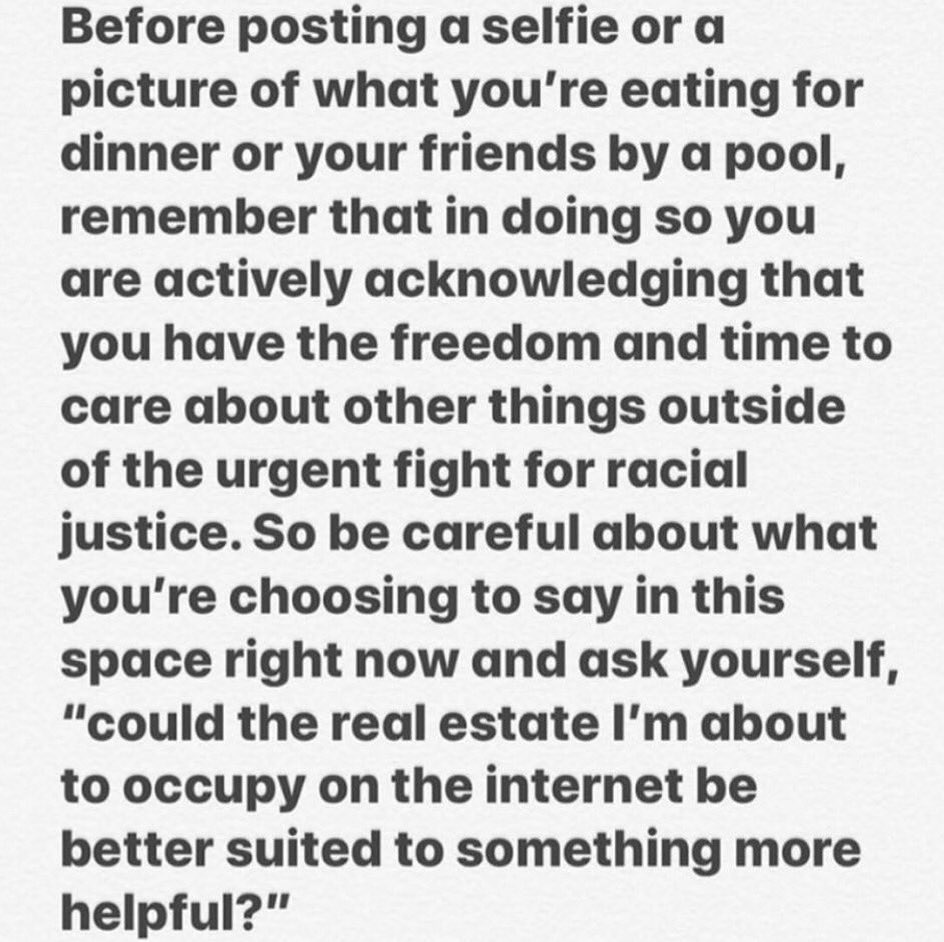 Before posting a selfie or a
picture of what you’re eating for
dinner or your friends by a pool,
remember that in doing so you
are actively acknowledging that
you have the freedom and time to
care about other things outside
of the urgent fight for racial
justice. So be careful about what
you’re choosing to say in this
space right now and ask yourself,
“could the real estate I’m about
to occupy on the internet be
better suited to something more
helpful?”